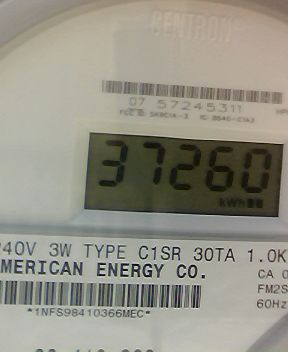 CENTRON
07 57245311
37260
kWh
240V 3W TYPE C1SR 30TA 1.0K
AMERICAN ENERGY CO.
CA 0
FM2S
60Hz
*1NFS98410366MEC*